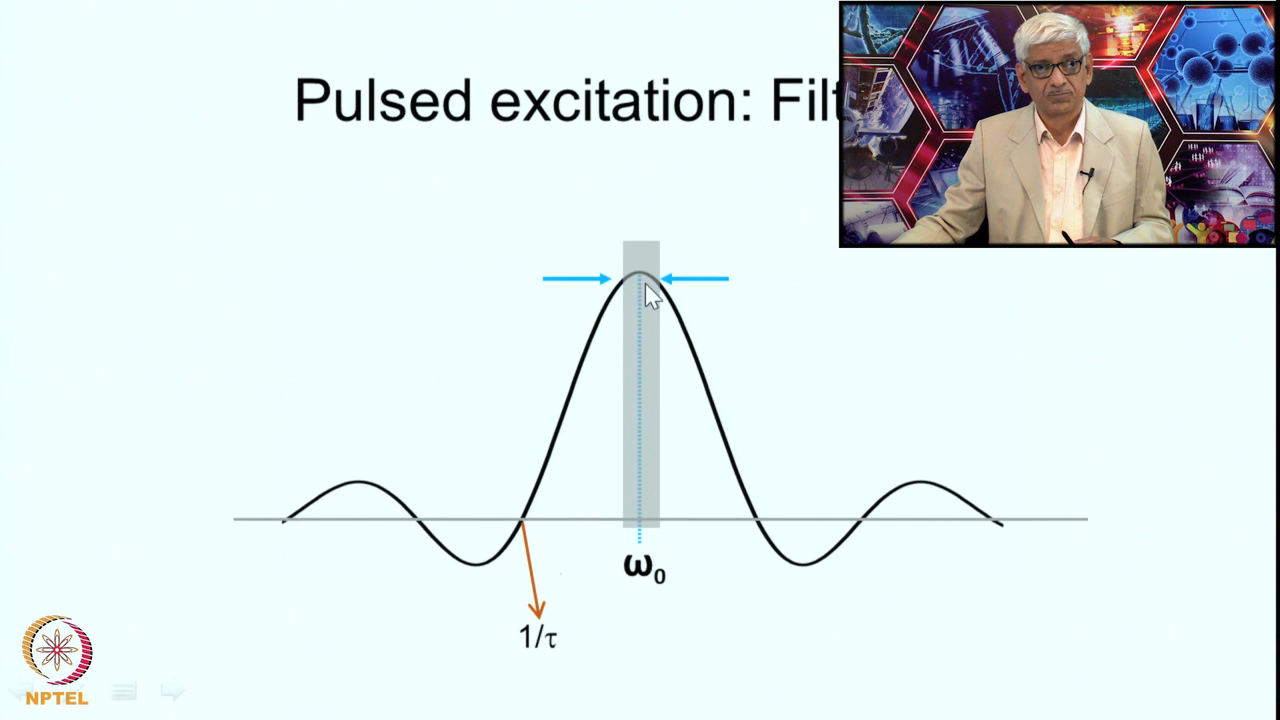 Pulsed excitation: Filt
ω₀
1/τ
NPTEL